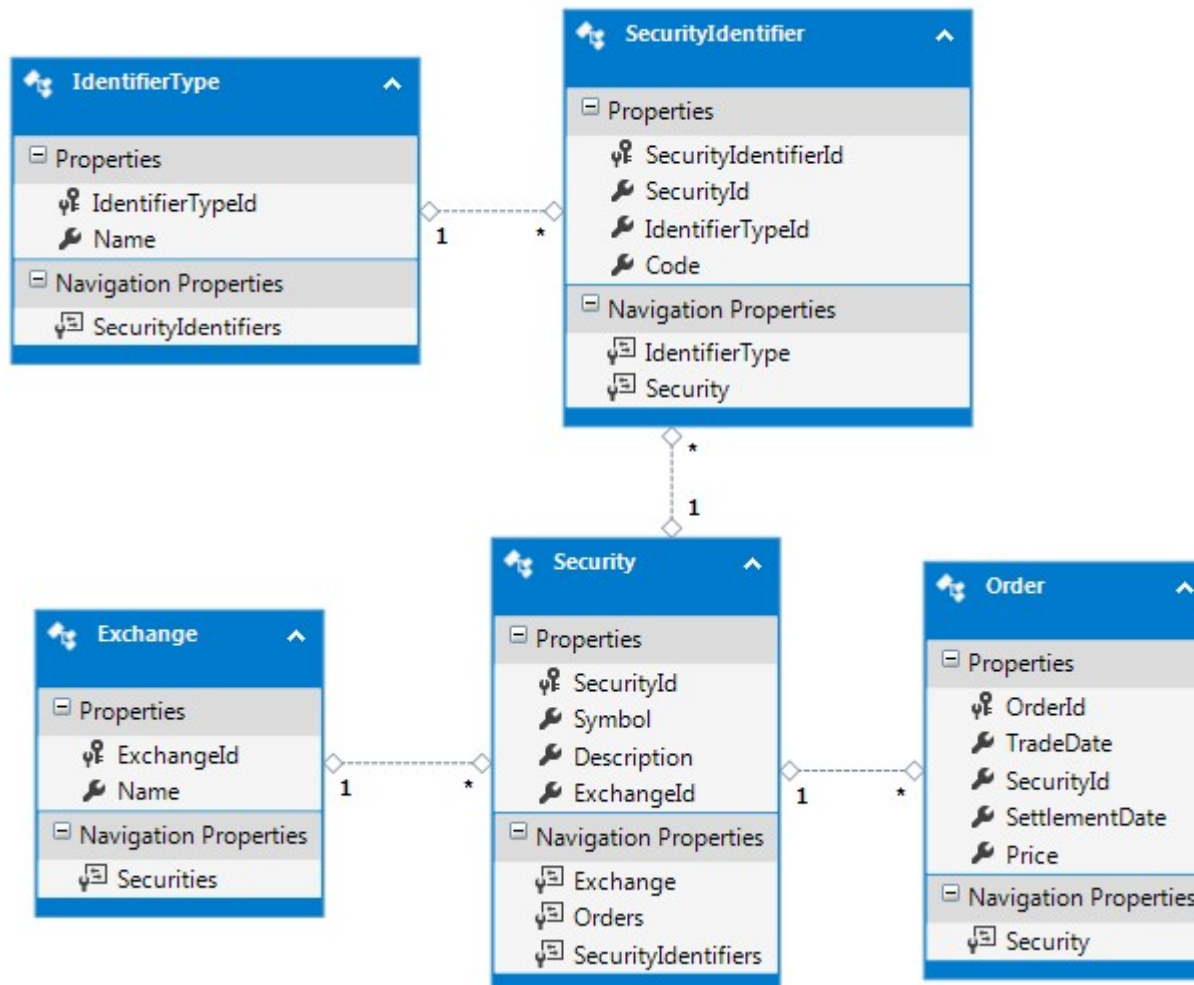 IdentifierType
Properties
IdentifierTypeId
Name
Navigation Properties
SecurityIdentifiers
1
*
SecurityIdentifier
Properties
SecurityIdentifierId
SecurityId
IdentifierTypeId
Code
Navigation Properties
IdentifierType
Security
*
1
Exchange
Properties
ExchangeId
Name
Navigation Properties
Securities
1
*
Security
Properties
SecurityId
Symbol
Description
ExchangeId
Navigation Properties
Exchange
Orders
SecurityIdentifiers
1
*
Order
Properties
OrderId
TradeDate
SecurityId
SettlementDate
Price
Navigation Properties
Security